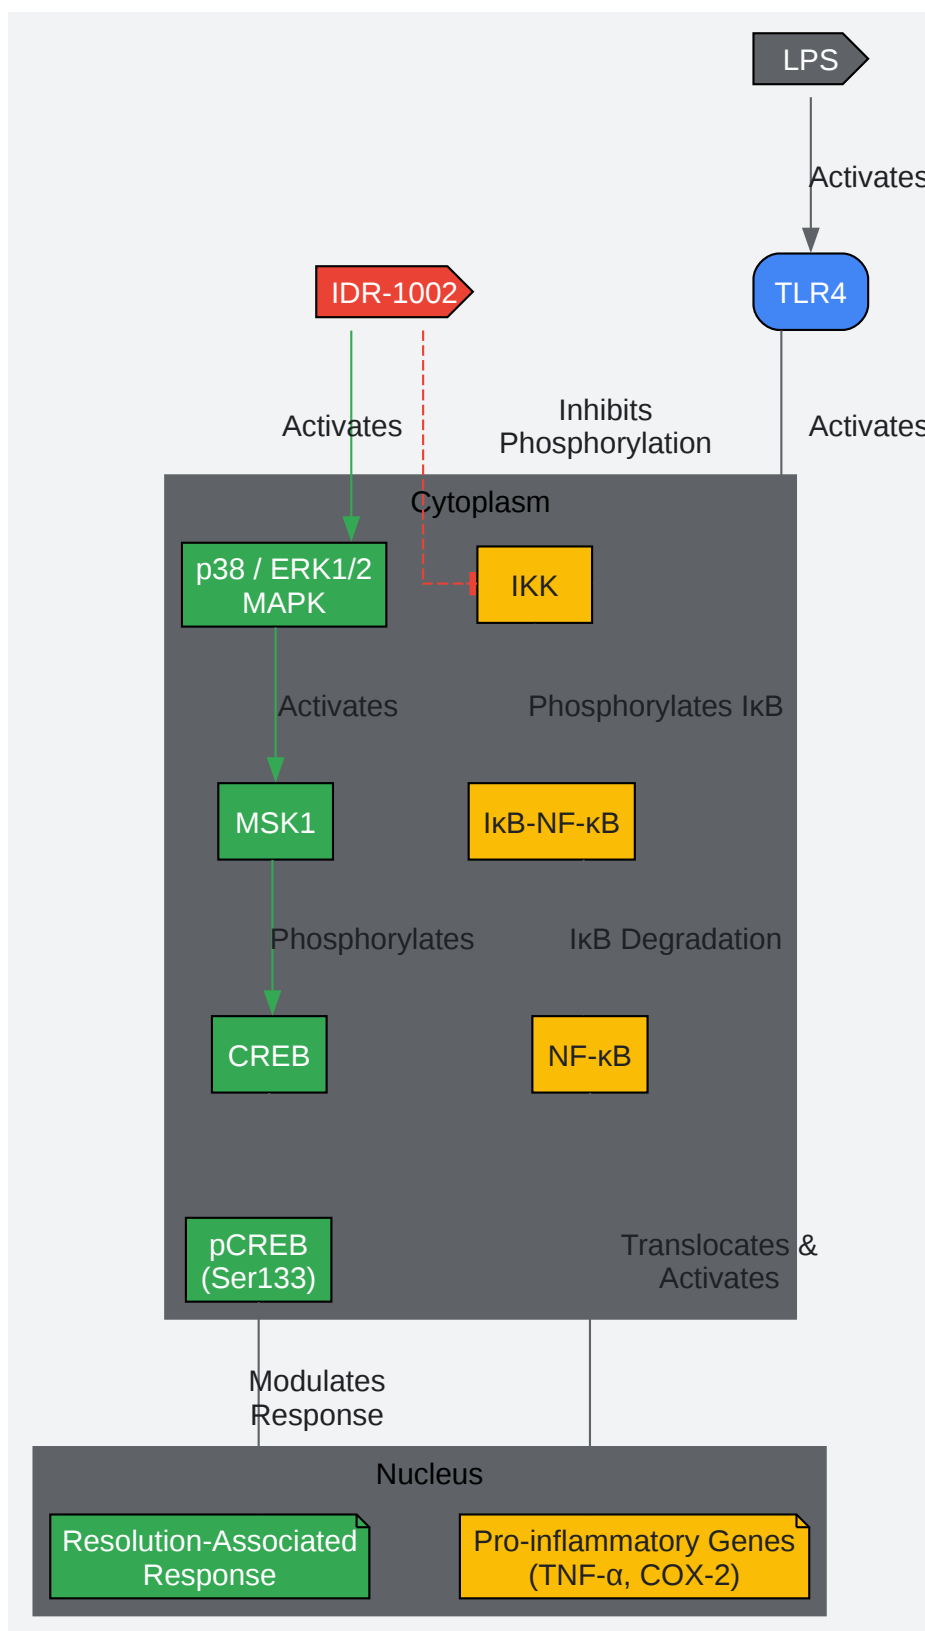 LPS
Activates
IDR-1002
TLR4
Activates
Inhibits
Phosphorylation
Activates
Cytoplasm
p38 / ERK1/2
MAPK
IKK
Activates
Phosphorylates IκB
MSK1
IκB-NF-κB
Phosphorylates
IκB Degradation
CREB
NF-κB
pCREB
(Ser133)
Translocates &
Activates
Modulates
Response
Nucleus
Resolution-Associated
Response
Pro-inflammatory Genes
(TNF-α, COX-2)